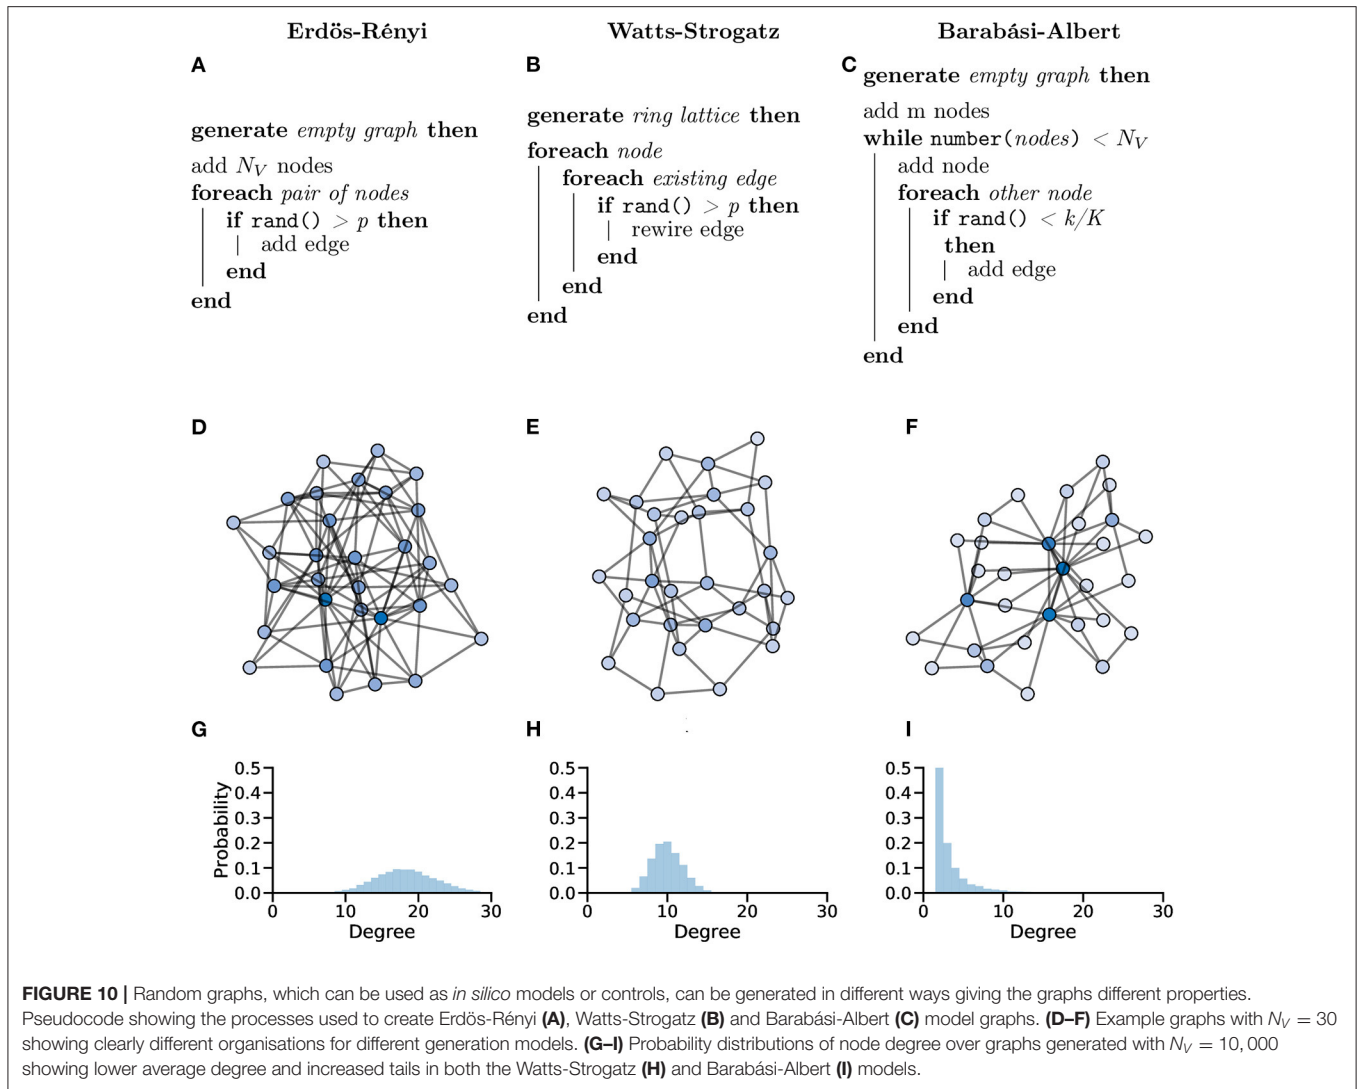 Erdös-Rényi
Watts-Strogatz
Barabási-Albert
A
generate empty graph then
add N_V nodes
foreach pair of nodes
if rand() > p then
add edge
end
end
B
generate ring lattice then
foreach node
foreach existing edge
if rand() > p then
rewire edge
end
end
end
C
generate empty graph then
add m nodes
while number(nodes) < N_V
add node
foreach other node
if rand() < k/K
then
add edge
end
end
end
D
E
F
G
Probability
0.5
0.4
0.3
0.2
0.1
0.0
0 10 20 30
Degree
H
0.5
0.4
0.3
0.2
0.1
0.0
0 10 20 30
Degree
I
0.5
0.4
0.3
0.2
0.1
0.0
0 10 20 30
Degree
FIGURE 10 | Random graphs, which can be used as in silico models or controls, can be generated in different ways giving the graphs different properties.
Pseudocode showing the processes used to create Erdös-Rényi (A), Watts-Strogatz (B) and Barabási-Albert (C) model graphs. (D–F) Example graphs with N_V = 30
showing clearly different organisations for different generation models. (G–I) Probability distributions of node degree over graphs generated with N_V = 10, 000
showing lower average degree and increased tails in both the Watts-Strogatz (H) and Barabási-Albert (I) models.